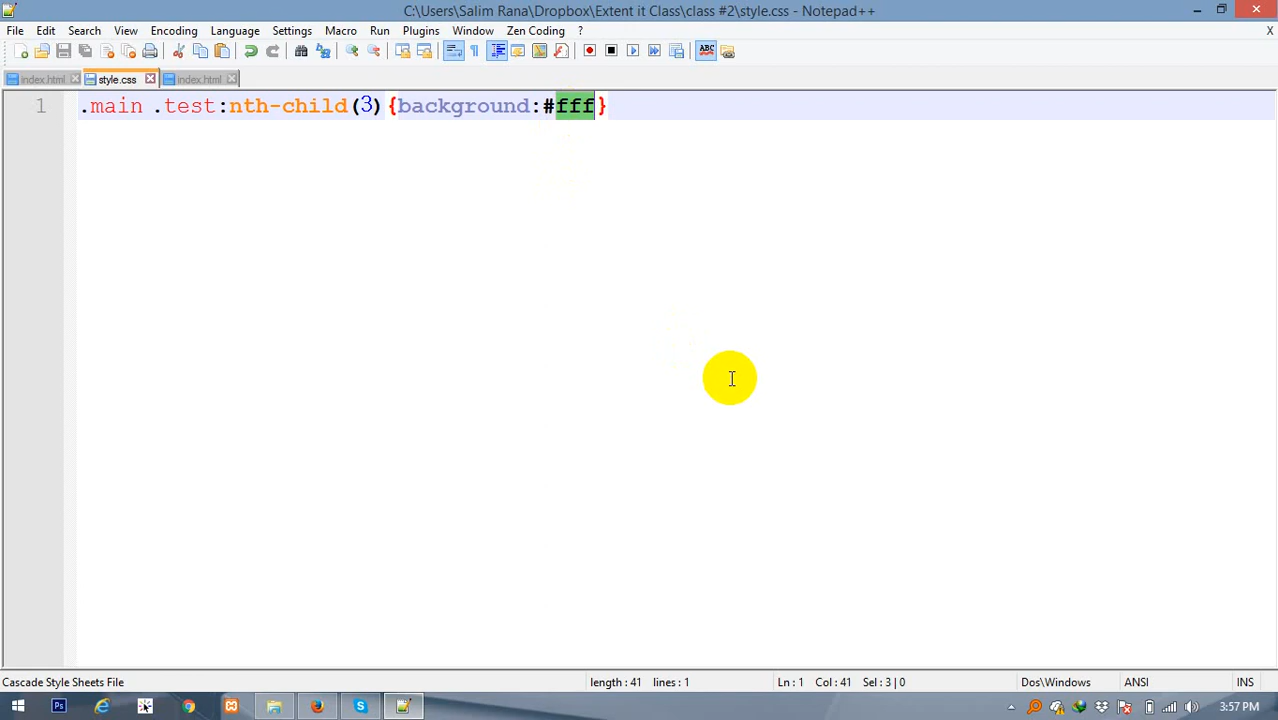 C:\Users\Salim Rana\Dropbox\Extent it Class\class #2\style.css - Notepad++
File Edit Search View Encoding Language Settings Macro Run Plugins Window Zen Coding ? X
index.html style.css index.html
1 .main .test:nth-child(3){background:#fff}
Cascade Style Sheets File length : 41 lines : 1 Ln : 1 Col : 41 Sel : 3 | 0 Dos\Windows ANSI INS
3:57 PM